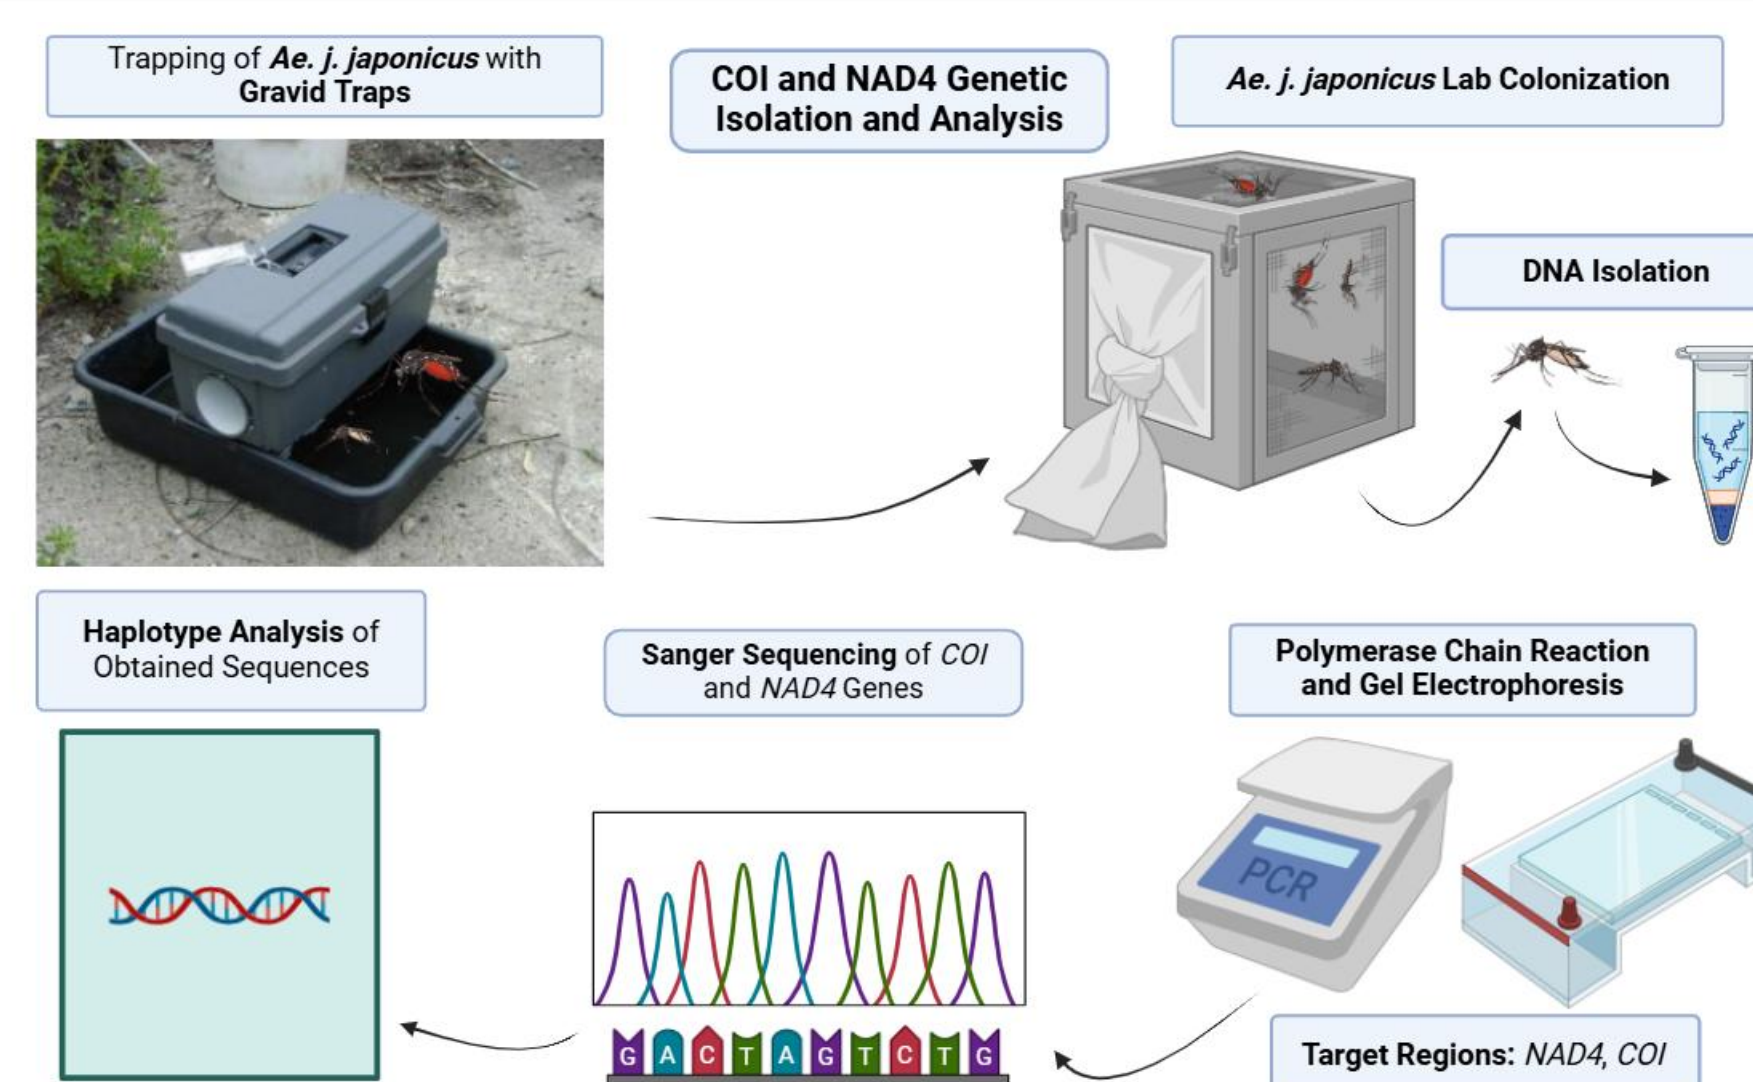 Trapping of Ae. j. japonicus with
Gravid Traps
COI and NAD4 Genetic
Isolation and Analysis
Ae. j. japonicus Lab Colonization
DNA Isolation
Haplotype Analysis of
Obtained Sequences
Sanger Sequencing of COI
and NAD4 Genes
Polymerase Chain Reaction
and Gel Electrophoresis
PCR
G A C T A G T C T G
Target Regions: NAD4, COI